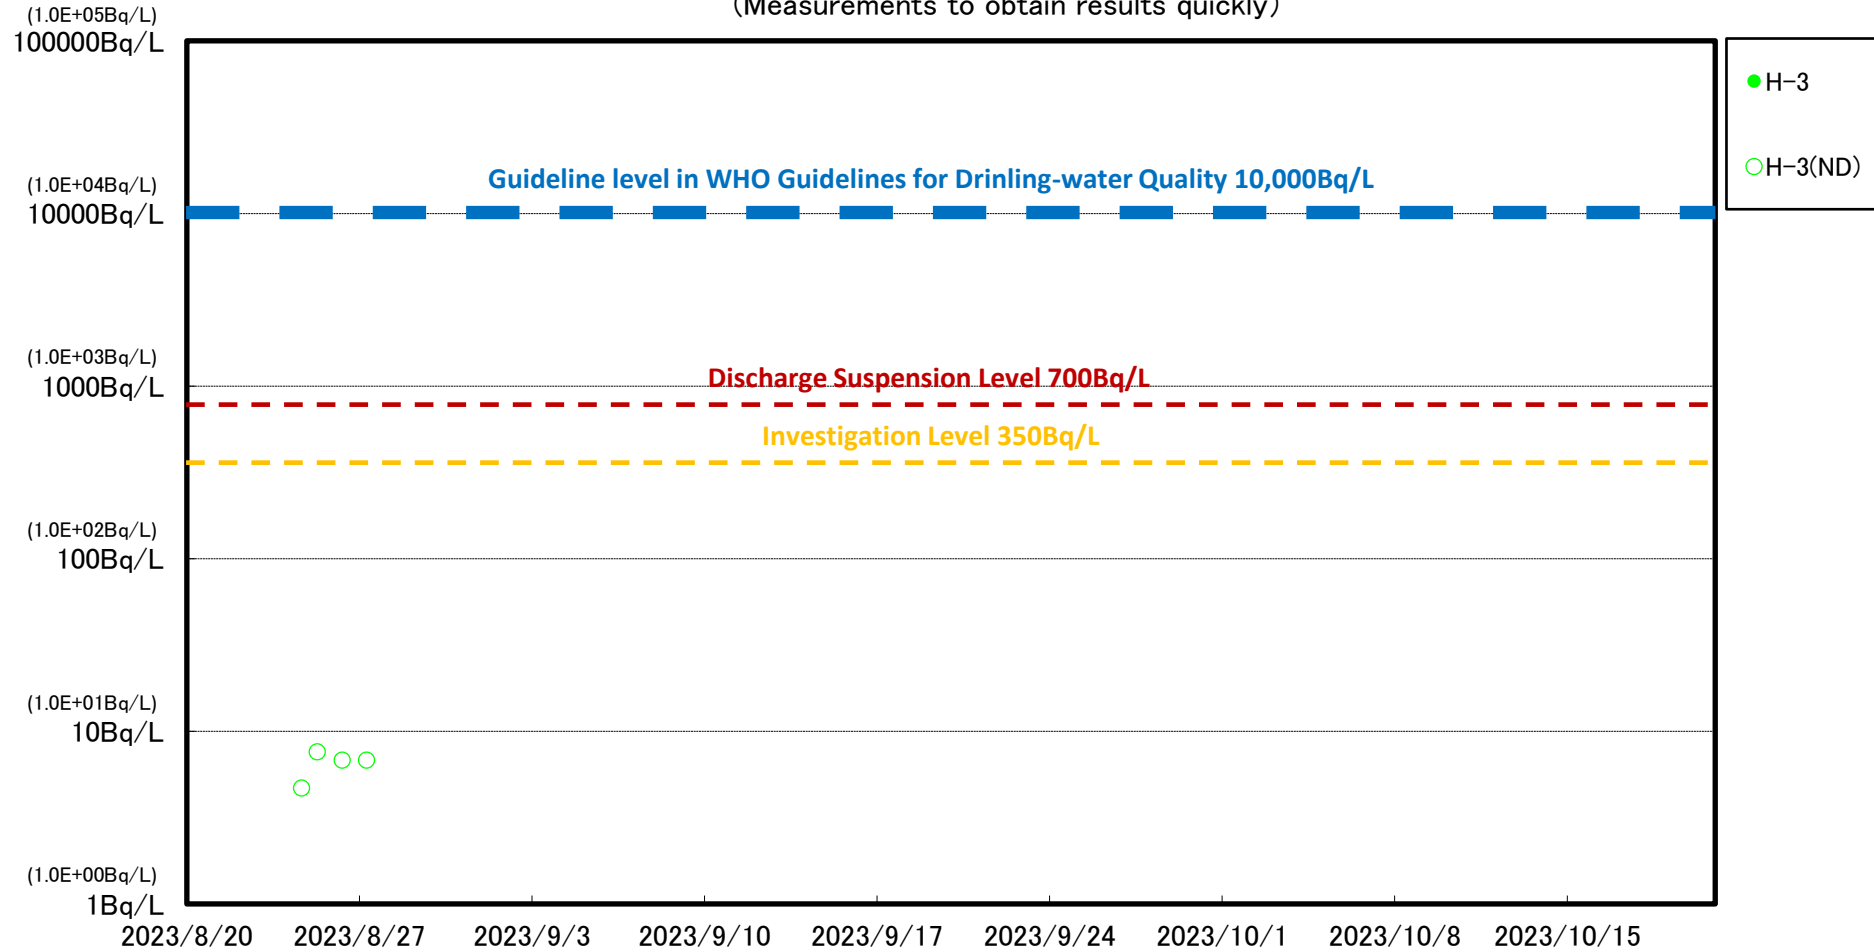 (Measurements to obtain results quickly)
(1.0E+05Bq/L)
100000Bq/L
H-3
H-3(ND)
Guideline level in WHO Guidelines for Drinling-water Quality 10,000Bq/L
(1.0E+04Bq/L)
10000Bq/L
(1.0E+03Bq/L)
1000Bq/L
Discharge Suspension Level 700Bq/L
Investigation Level 350Bq/L
(1.0E+02Bq/L)
100Bq/L
(1.0E+01Bq/L)
10Bq/L
(1.0E+00Bq/L)
1Bq/L
2023/8/20 2023/8/27 2023/9/3 2023/9/10 2023/9/17 2023/9/24 2023/10/1 2023/10/8 2023/10/15